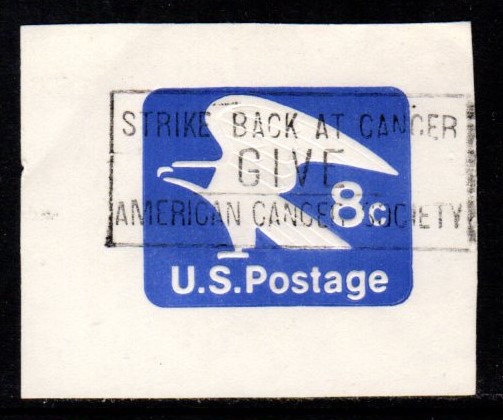 STRIKE BACK AT CANCER
GIVE
AMERICAN CANCER SOCIETY
8c
U.S.Postage